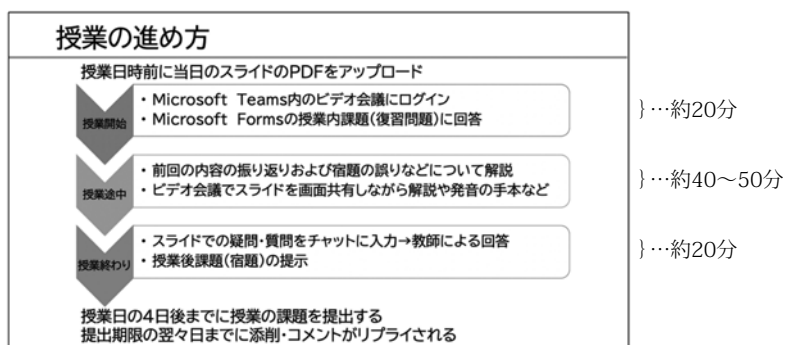 授業の進め方
授業日時前に当日のスライドのPDFをアップロード
授業開始
・Microsoft Teams内のビデオ会議にログイン
・Microsoft Formsの授業内課題(復習問題)に回答
}…約20分
授業途中
・前回の内容の振り返りおよび宿題の誤りなどについて解説
・ビデオ会議でスライドを画面共有しながら解説や発音の手本など
}…約40～50分
授業終わり
・スライドでの疑問・質問をチャットに入力→教師による回答
・授業後課題(宿題)の提示
}…約20分
授業日の4日後までに授業の課題を提出する
提出期限の翌々日までに添削・コメントがリプライされる